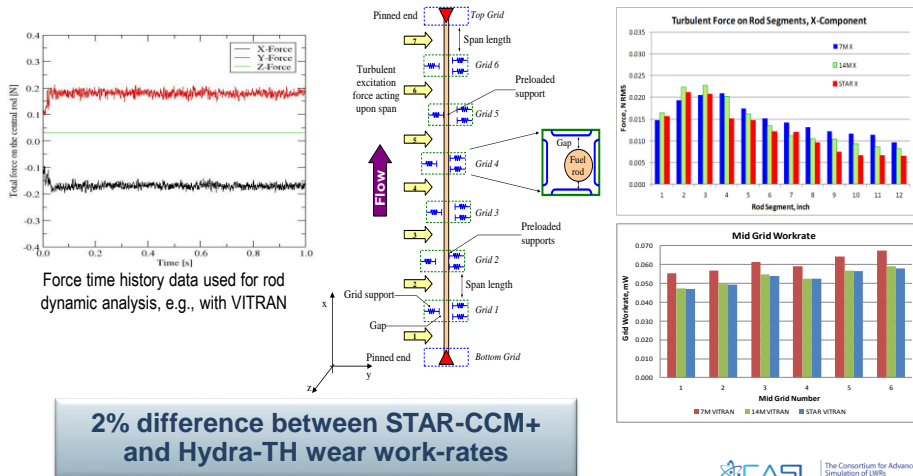 0.4
0.3
0.2
0.1
0.0
-0.1
-0.2
-0.3
-0.4
Total force on the central rod [N]
X-Force
Y-Force
Z-Force
0.0 0.2 0.4 0.6 0.8 1.0
Time [s]
Force time history data used for rod
dynamic analysis, e.g., with VITRAN
Pinned end
Top Grid
7
Span length
Grid 6
Turbulent
excitation
force acting
upon span
6
Preloaded
support
Grid 5
5
Flow
Grid 4
Gap
Fuel
rod
4
Grid 3
3
Preloaded
supports
Grid 2
2
Span length
Grid support
Grid 1
Gap
1
Pinned end
Bottom Grid
x
y
z
Turbulent Force on Rod Segments, X-Component
0.035
0.030
0.025
0.020
0.015
0.010
0.005
0.000
Force, N RMS
7M X
14M X
STAR X
1 2 3 4 5 6 7 8 9 10 11 12
Rod Segment, inch
Mid Grid Workrate
0.070
0.060
0.050
0.040
0.030
0.020
0.010
0.000
Grid Workrate, mW
1 2 3 4 5 6
Mid Grid Number
7M VITRAN 14M VITRAN STAR VITRAN
2% difference between STAR-CCM+
and Hydra-TH wear work-rates
The Consortium for Advanc
Simulation of LWRs